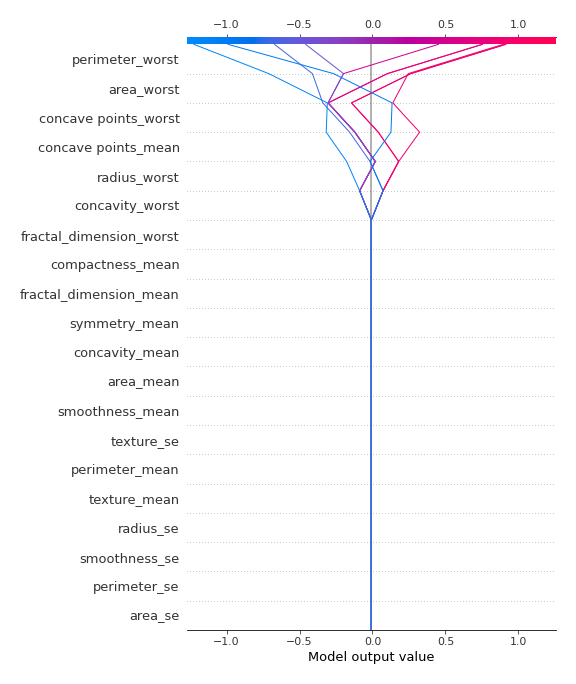 −1.0 −0.5 0.0 0.5 1.0
perimeter_worst
area_worst
concave points_worst
concave points_mean
radius_worst
concavity_worst
fractal_dimension_worst
compactness_mean
fractal_dimension_mean
symmetry_mean
concavity_mean
area_mean
smoothness_mean
texture_se
perimeter_mean
texture_mean
radius_se
smoothness_se
perimeter_se
area_se
−1.0 −0.5 0.0 0.5 1.0
Model output value